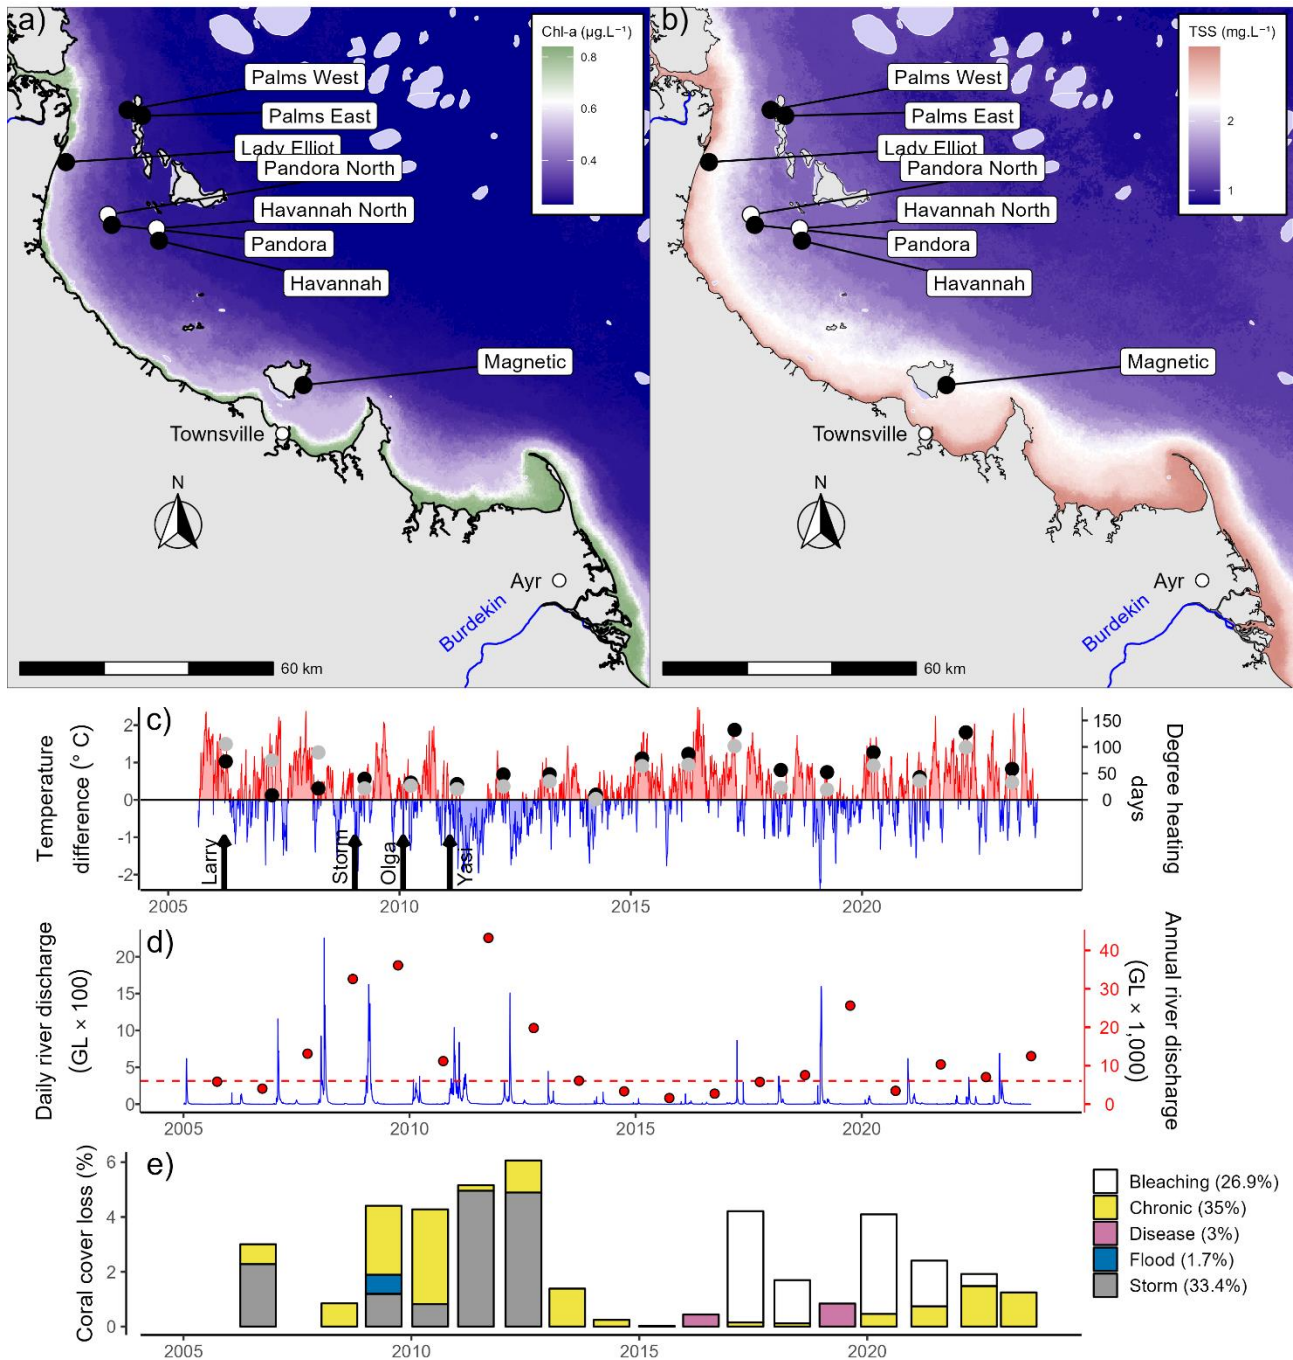 a)
Chl-a (µg.L⁻¹)
0.8
0.6
0.4
Palms West
Palms East
Lady Elliot
Pandora North
Havannah North
Pandora
Havannah
Magnetic
Townsville
N
Ayr
Burdekin
60 km
b)
TSS (mg.L⁻¹)
2
1
Palms West
Palms East
Lady Elliot
Pandora North
Havannah North
Pandora
Havannah
Magnetic
Townsville
N
Ayr
Burdekin
60 km
c)
Temperature
difference (° C)
2
1
0
-1
-2
Larry
Storm
Olga
Yasi
150
100
50
0
Degree heating
days
2005
2010
2015
2020
d)
Daily river discharge
(GL × 100)
20
15
10
5
0
40
30
20
10
0
Annual river discharge
(GL × 1,000)
2005
2010
2015
2020
e)
Coral cover loss (%)
6
4
2
0
2005
2010
2015
2020
Bleaching (26.9%)
Chronic (35%)
Disease (3%)
Flood (1.7%)
Storm (33.4%)